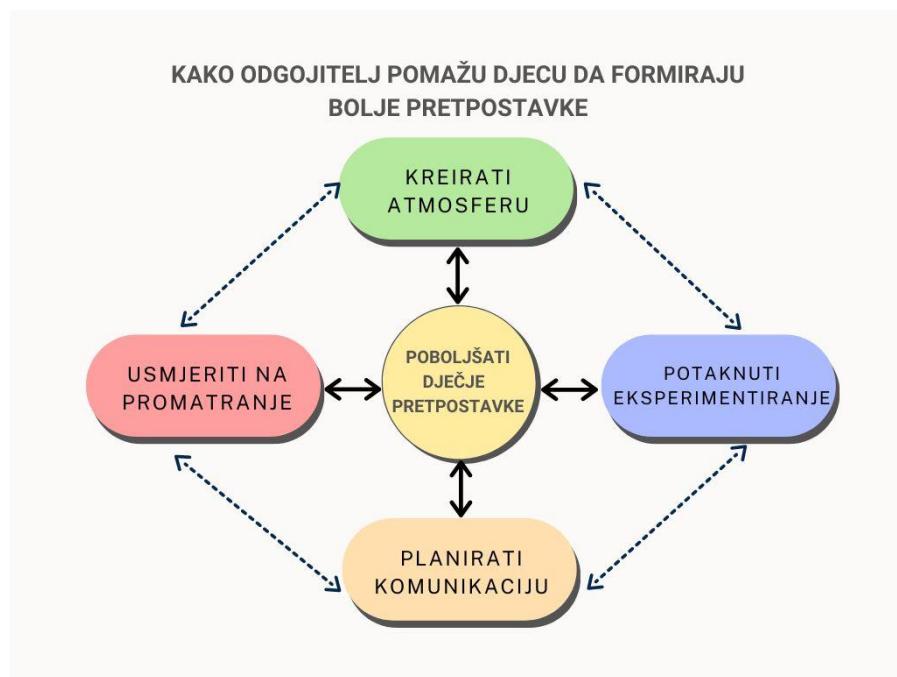 KAKO ODGOJITELJ POMAŽU DJECU DA FORMIRAJU
BOLJE PRETPOSTAVKE
KREIRATI
ATMOSFERU
USMJERITI NA
PROMATRANJE
POBOLJŠATI
DJEČJE
PRETPOSTAVKE
POTAKNUTI
EKSPERIMENTIRANJE
PLANIRATI
KOMUNIKACIJU